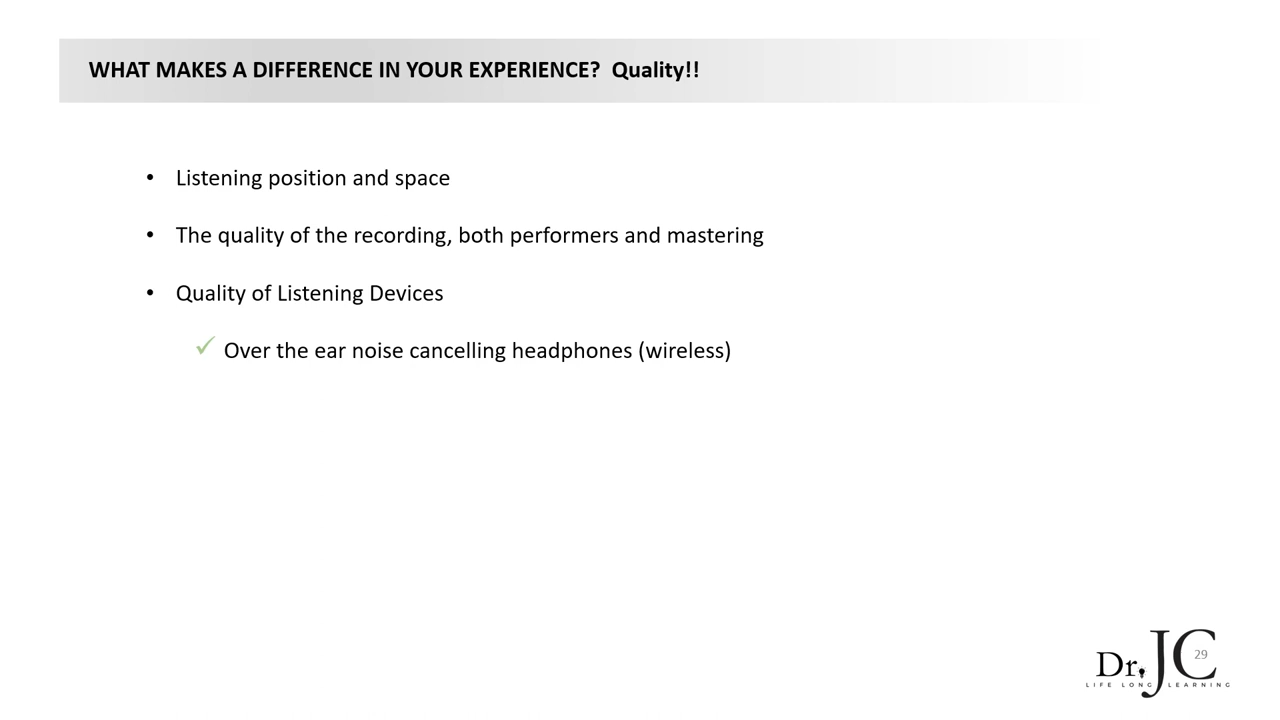 WHAT MAKES A DIFFERENCE IN YOUR EXPERIENCE?  Quality!!
• Listening position and space
• The quality of the recording, both performers and mastering
• Quality of Listening Devices
✓ Over the ear noise cancelling headphones (wireless)
29
Dr. JC
LIFE LONG LEARNING